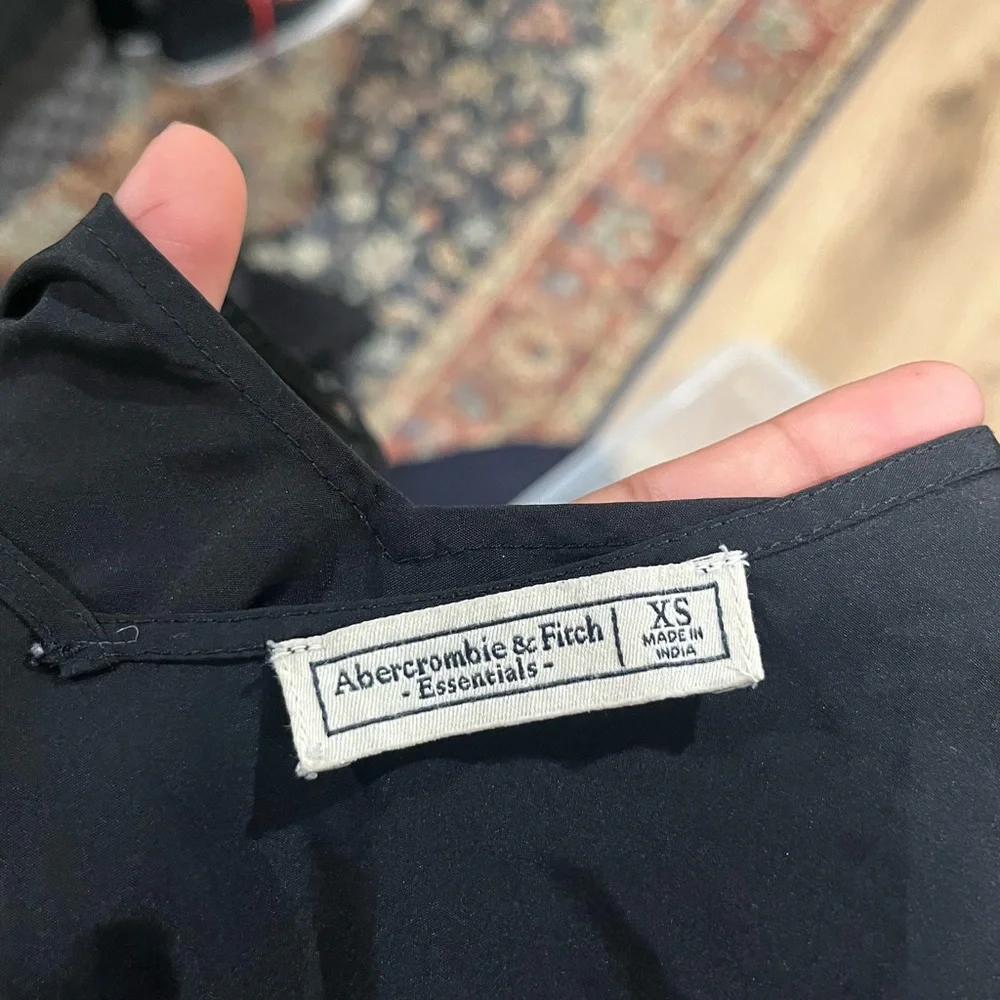 Abercrombie & Fitch
- Essentials -
XS
MADE IN
INDIA